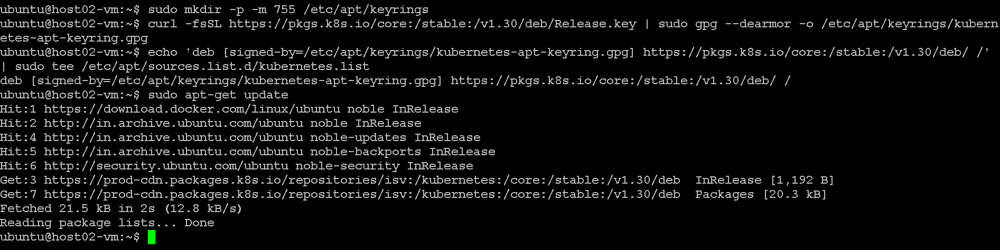 ubuntu@host02-vm:~$ sudo mkdir -p -m 755 /etc/apt/keyrings
ubuntu@host02-vm:~$ curl -fsSL https://pkgs.k8s.io/core:/stable:/v1.30/deb/Release.key | sudo gpg --dearmor -o /etc/apt/keyrings/kubern
etes-apt-keyring.gpg
ubuntu@host02-vm:~$ echo 'deb [signed-by=/etc/apt/keyrings/kubernetes-apt-keyring.gpg] https://pkgs.k8s.io/core:/stable:/v1.30/deb/ /'
| sudo tee /etc/apt/sources.list.d/kubernetes.list
deb [signed-by=/etc/apt/keyrings/kubernetes-apt-keyring.gpg] https://pkgs.k8s.io/core:/stable:/v1.30/deb/ /
ubuntu@host02-vm:~$ sudo apt-get update
Hit:1 https://download.docker.com/linux/ubuntu noble InRelease
Hit:2 http://in.archive.ubuntu.com/ubuntu noble InRelease
Hit:4 http://in.archive.ubuntu.com/ubuntu noble-updates InRelease
Hit:5 http://in.archive.ubuntu.com/ubuntu noble-backports InRelease
Hit:6 http://security.ubuntu.com/ubuntu noble-security InRelease
Get:3 https://prod-cdn.packages.k8s.io/repositories/isv:/kubernetes:/core:/stable:/v1.30/deb  InRelease [1,192 B]
Get:7 https://prod-cdn.packages.k8s.io/repositories/isv:/kubernetes:/core:/stable:/v1.30/deb  Packages [20.3 kB]
Fetched 21.5 kB in 2s (12.8 kB/s)
Reading package lists... Done
ubuntu@host02-vm:~$